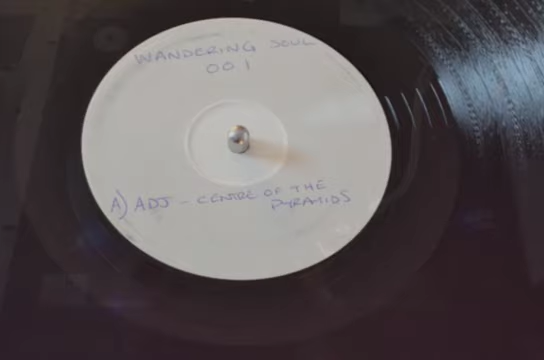 WANDERING SOUL
001
A) ADJ - CENTRE OF THE
PYRAMIDS